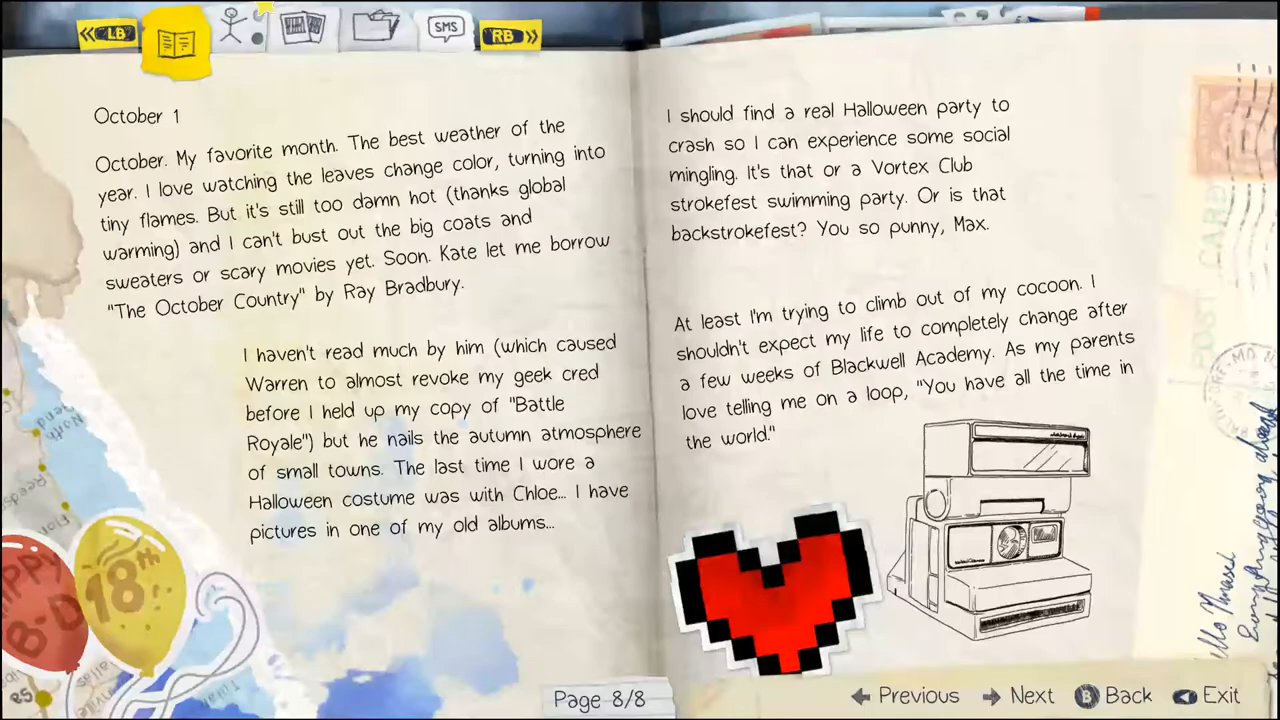 LB
SMS
RB
October 1
October. My favorite month. The best weather of the
year. I love watching the leaves change color, turning into
tiny flames. But it's still too damn hot (thanks global
warming) and I can't bust out the big coats and
sweaters or scary movies yet. Soon. Kate let me borrow
"The October Country" by Ray Bradbury.
I haven't read much by him (which caused
Warren to almost revoke my geek cred
before I held up my copy of "Battle
Royale") but he nails the autumn atmosphere
of small towns. The last time I wore a
Halloween costume was with Chloe... I have
pictures in one of my old albums...
I should find a real Halloween party to
crash so I can experience some social
mingling. It's that or a Vortex Club
strokefest swimming party. Or is that
backstrokefest? You so punny, Max.
At least I'm trying to climb out of my cocoon. I
shouldn't expect my life to completely change after
a few weeks of Blackwell Academy. As my parents
love telling me on a loop, "You have all the time in
the world."
POST CARD
B-D
18TH
Page 8/8
Previous
Next
B Back
Exit